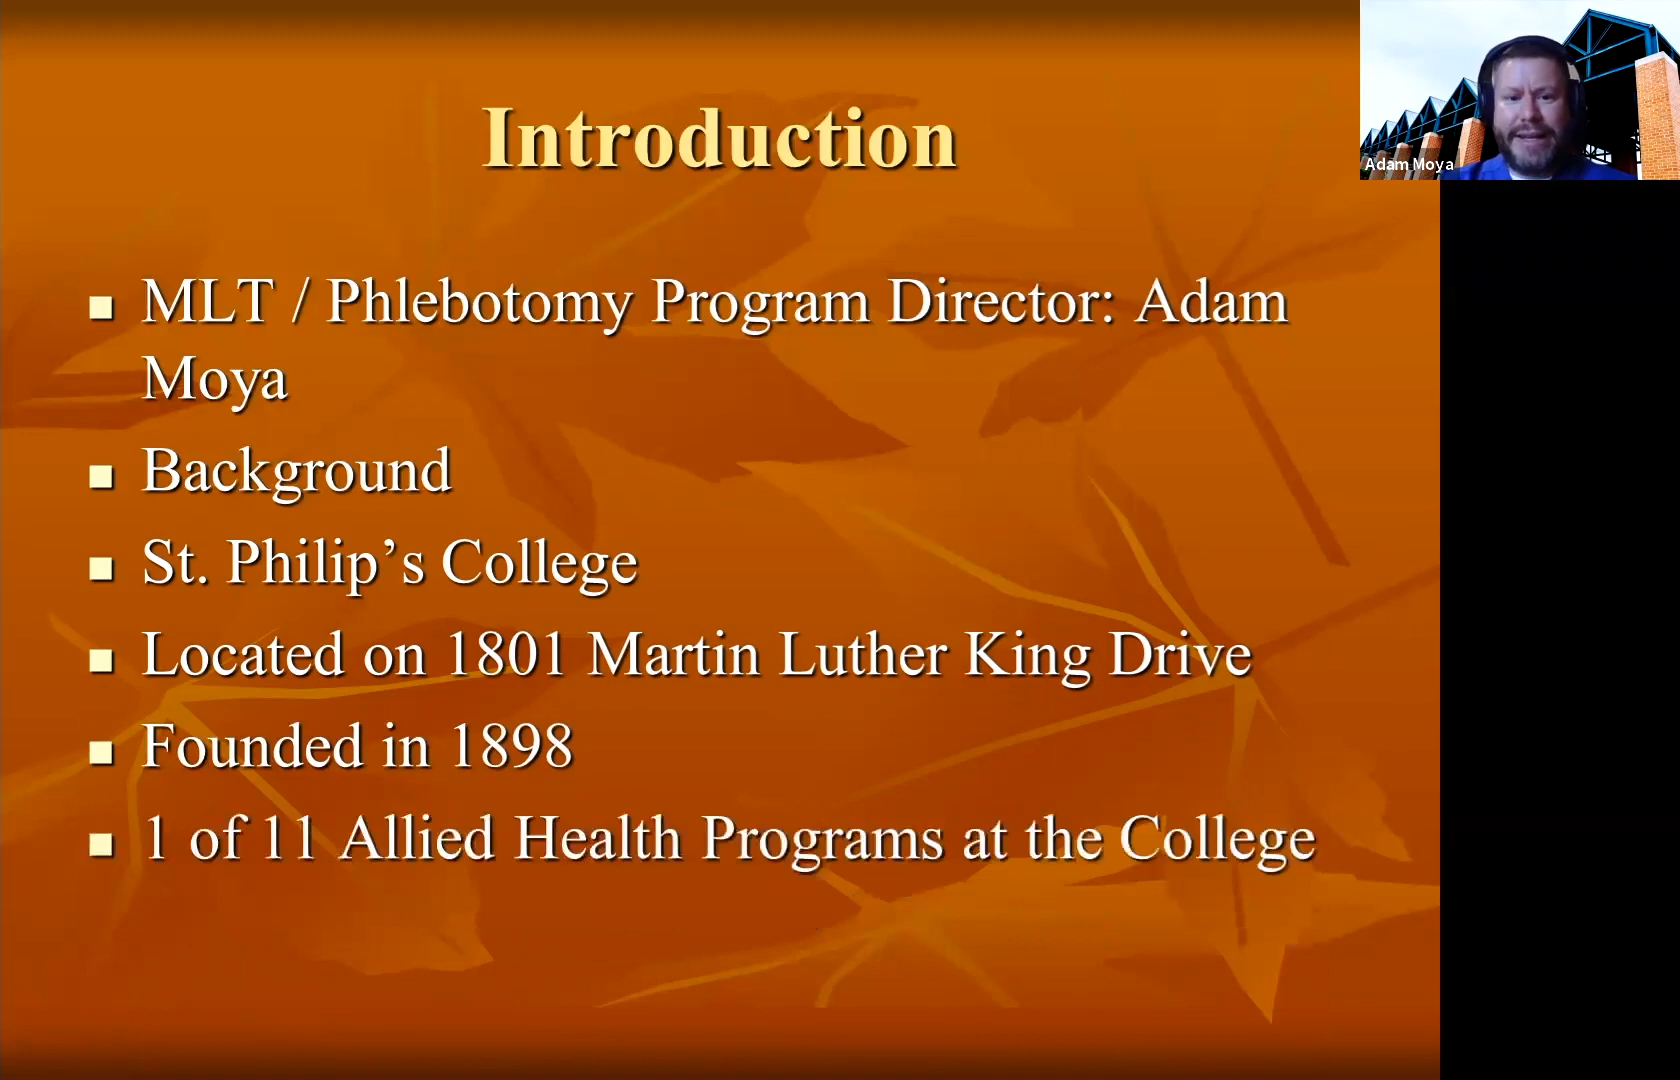 Introduction
Adam Moya
MLT / Phlebotomy Program Director: Adam
Moya
Background
St. Philip’s College
Located on 1801 Martin Luther King Drive
Founded in 1898
1 of 11 Allied Health Programs at the College